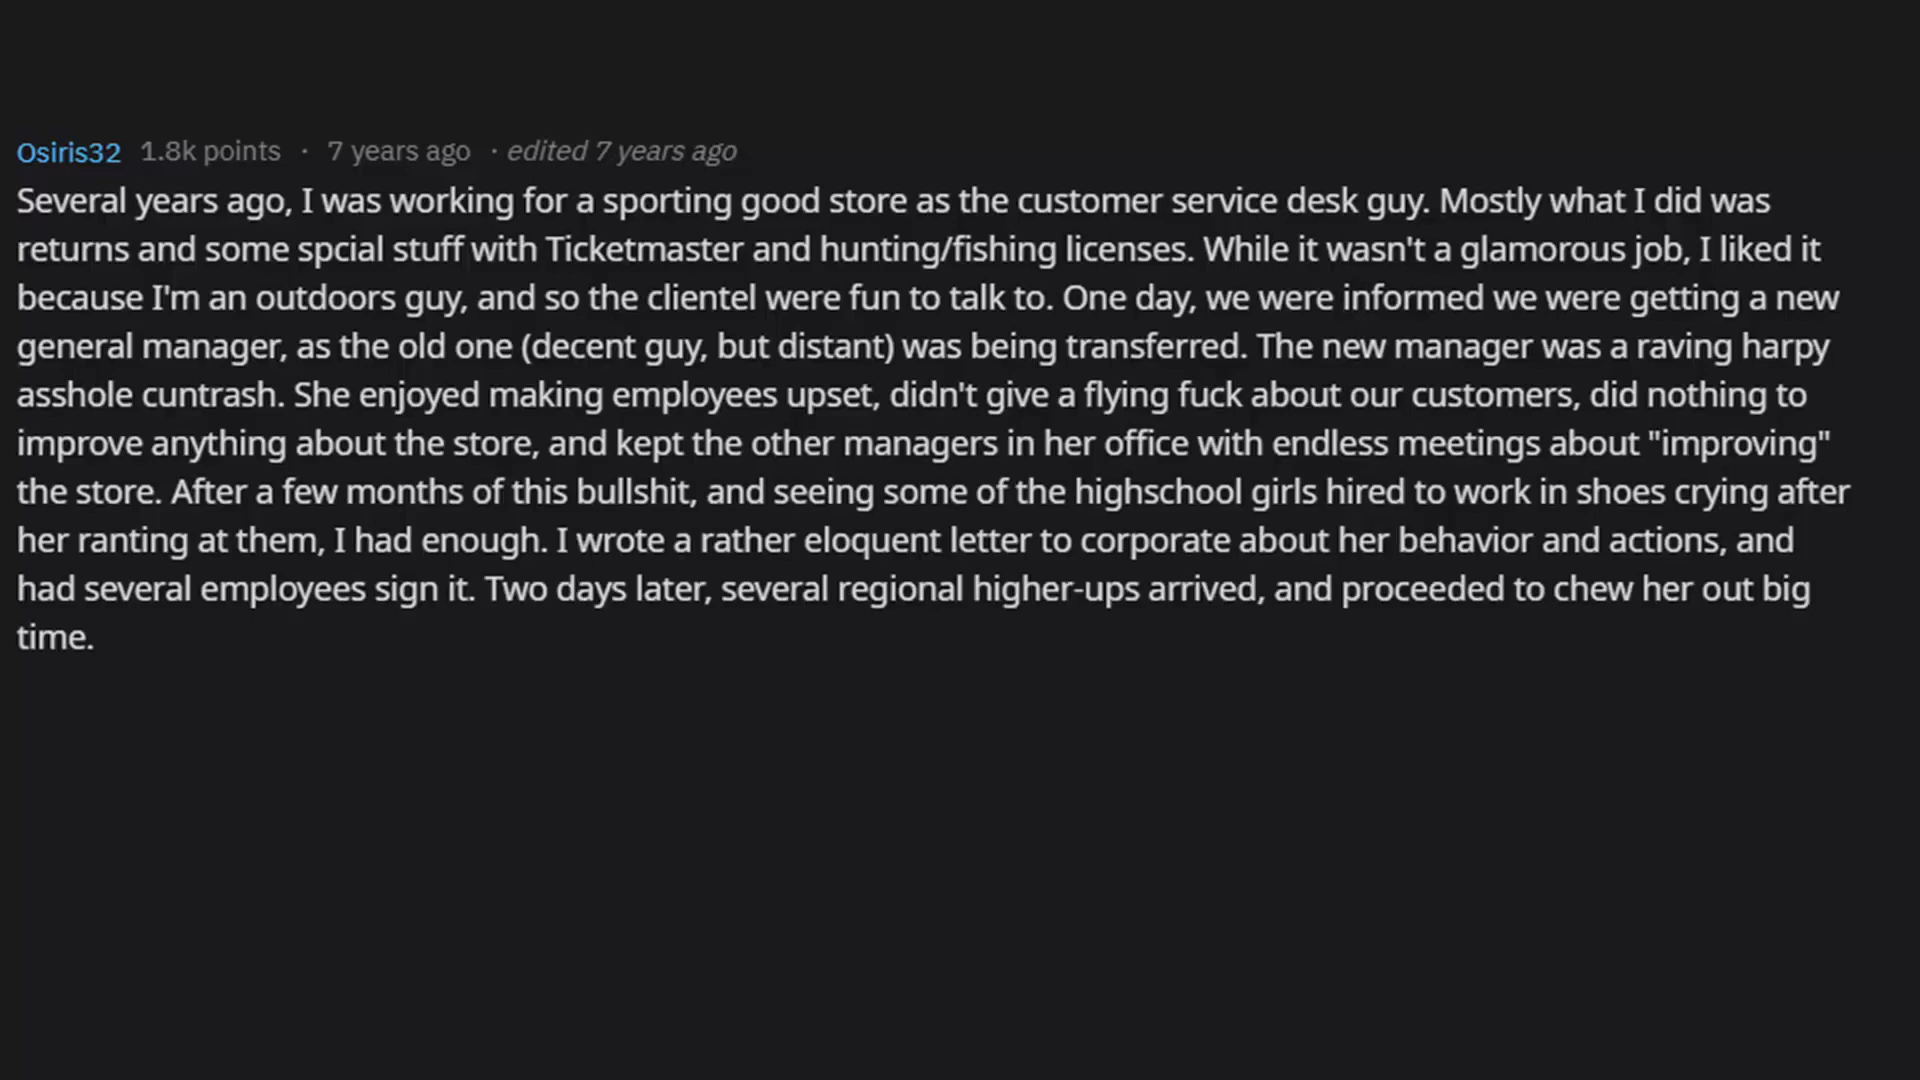 Osiris32 1.8k points · 7 years ago · edited 7 years ago
Several years ago, I was working for a sporting good store as the customer service desk guy. Mostly what I did was
returns and some spcial stuff with Ticketmaster and hunting/fishing licenses. While it wasn't a glamorous job, I liked it
because I'm an outdoors guy, and so the clientel were fun to talk to. One day, we were informed we were getting a new
general manager, as the old one (decent guy, but distant) was being transferred. The new manager was a raving harpy
asshole cuntrash. She enjoyed making employees upset, didn't give a flying fuck about our customers, did nothing to
improve anything about the store, and kept the other managers in her office with endless meetings about "improving"
the store. After a few months of this bullshit, and seeing some of the highschool girls hired to work in shoes crying after
her ranting at them, I had enough. I wrote a rather eloquent letter to corporate about her behavior and actions, and
had several employees sign it. Two days later, several regional higher-ups arrived, and proceeded to chew her out big
time.